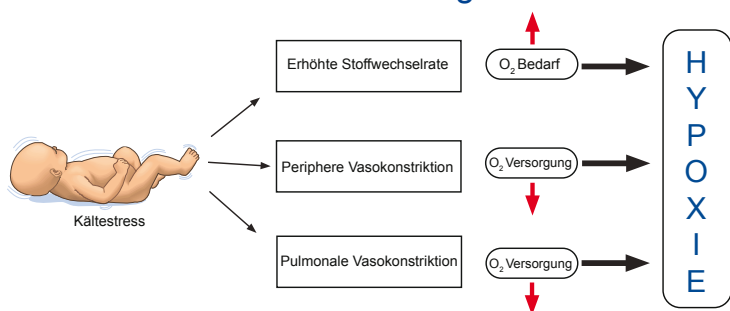 Erhöhte Stoffwechselrate
O₂ Bedarf
Periphere Vasokonstriktion
O₂ Versorgung
Kältestress
Pulmonale Vasokonstriktion
O₂ Versorgung
H
Y
P
O
X
I
E